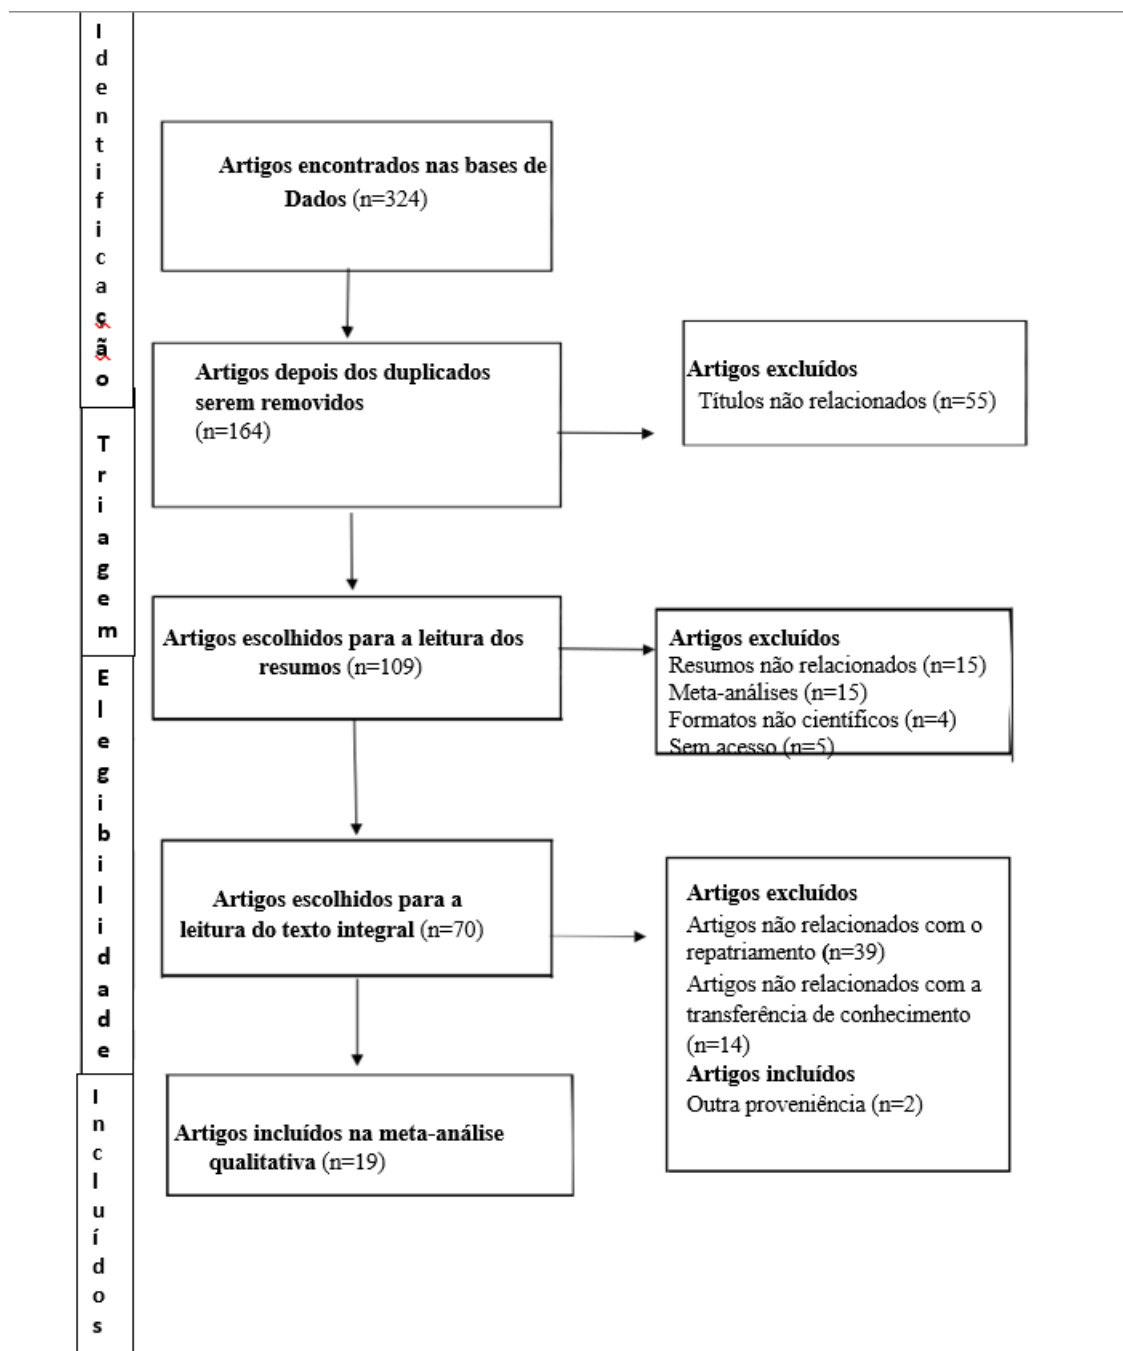 Identificação
Artigos encontrados nas bases de
Dados (n=324)
Artigos depois dos duplicados
serem removidos
(n=164)
Artigos excluídos
Títulos não relacionados (n=55)
Triagem
Artigos escolhidos para a leitura dos
resumos (n=109)
Artigos excluídos
Resumos não relacionados (n=15)
Meta-análises (n=15)
Formatos não científicos (n=4)
Sem acesso (n=5)
Elegibilidade
Artigos escolhidos para a
leitura do texto integral (n=70)
Artigos excluídos
Artigos não relacionados com o
repatriamento (n=39)
Artigos não relacionados com a
transferência de conhecimento
(n=14)
Artigos incluídos
Outra proveniência (n=2)
Incluídos
Artigos incluídos na meta-análise
qualitativa (n=19)